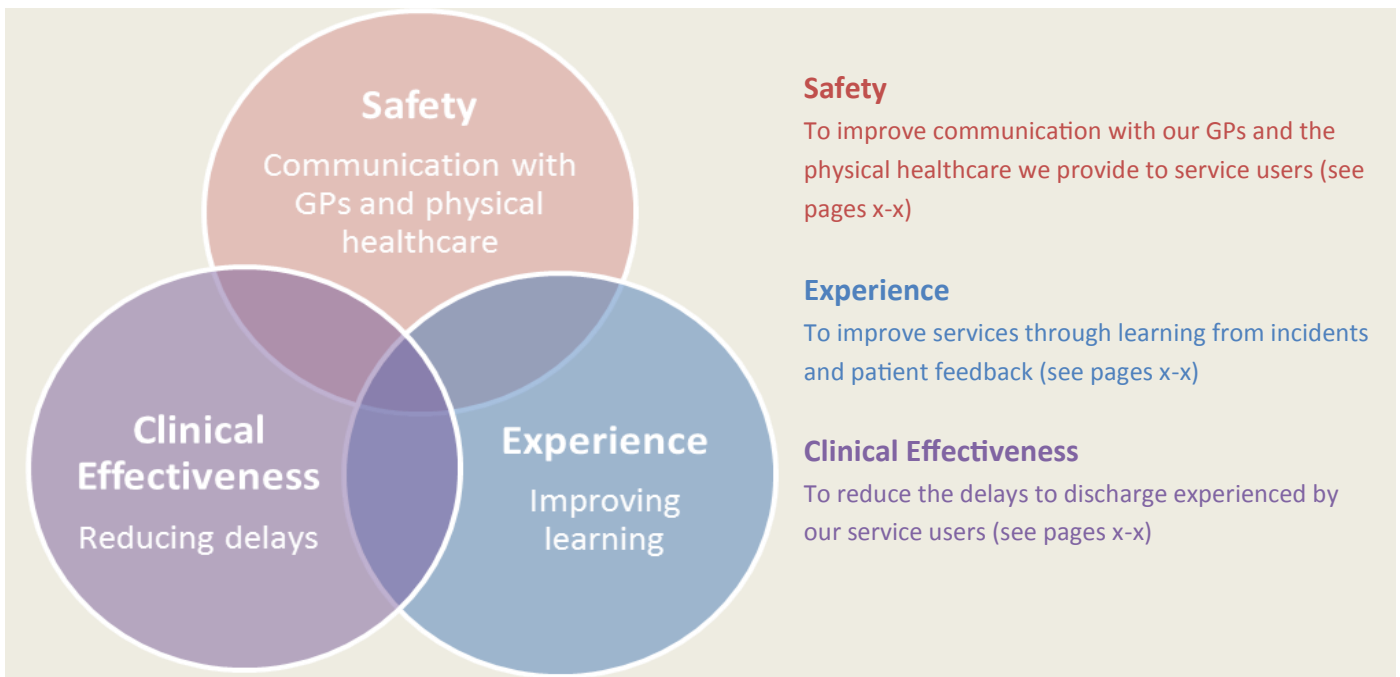 Safety
Communication with
GPs and physical
healthcare
Clinical
Effectiveness
Reducing delays
Experience
Improving
learning
Safety
To improve communication with our GPs and the
physical healthcare we provide to service users (see
pages x-x)
Experience
To improve services through learning from incidents
and patient feedback (see pages x-x)
Clinical Effectiveness
To reduce the delays to discharge experienced by
our service users (see pages x-x)